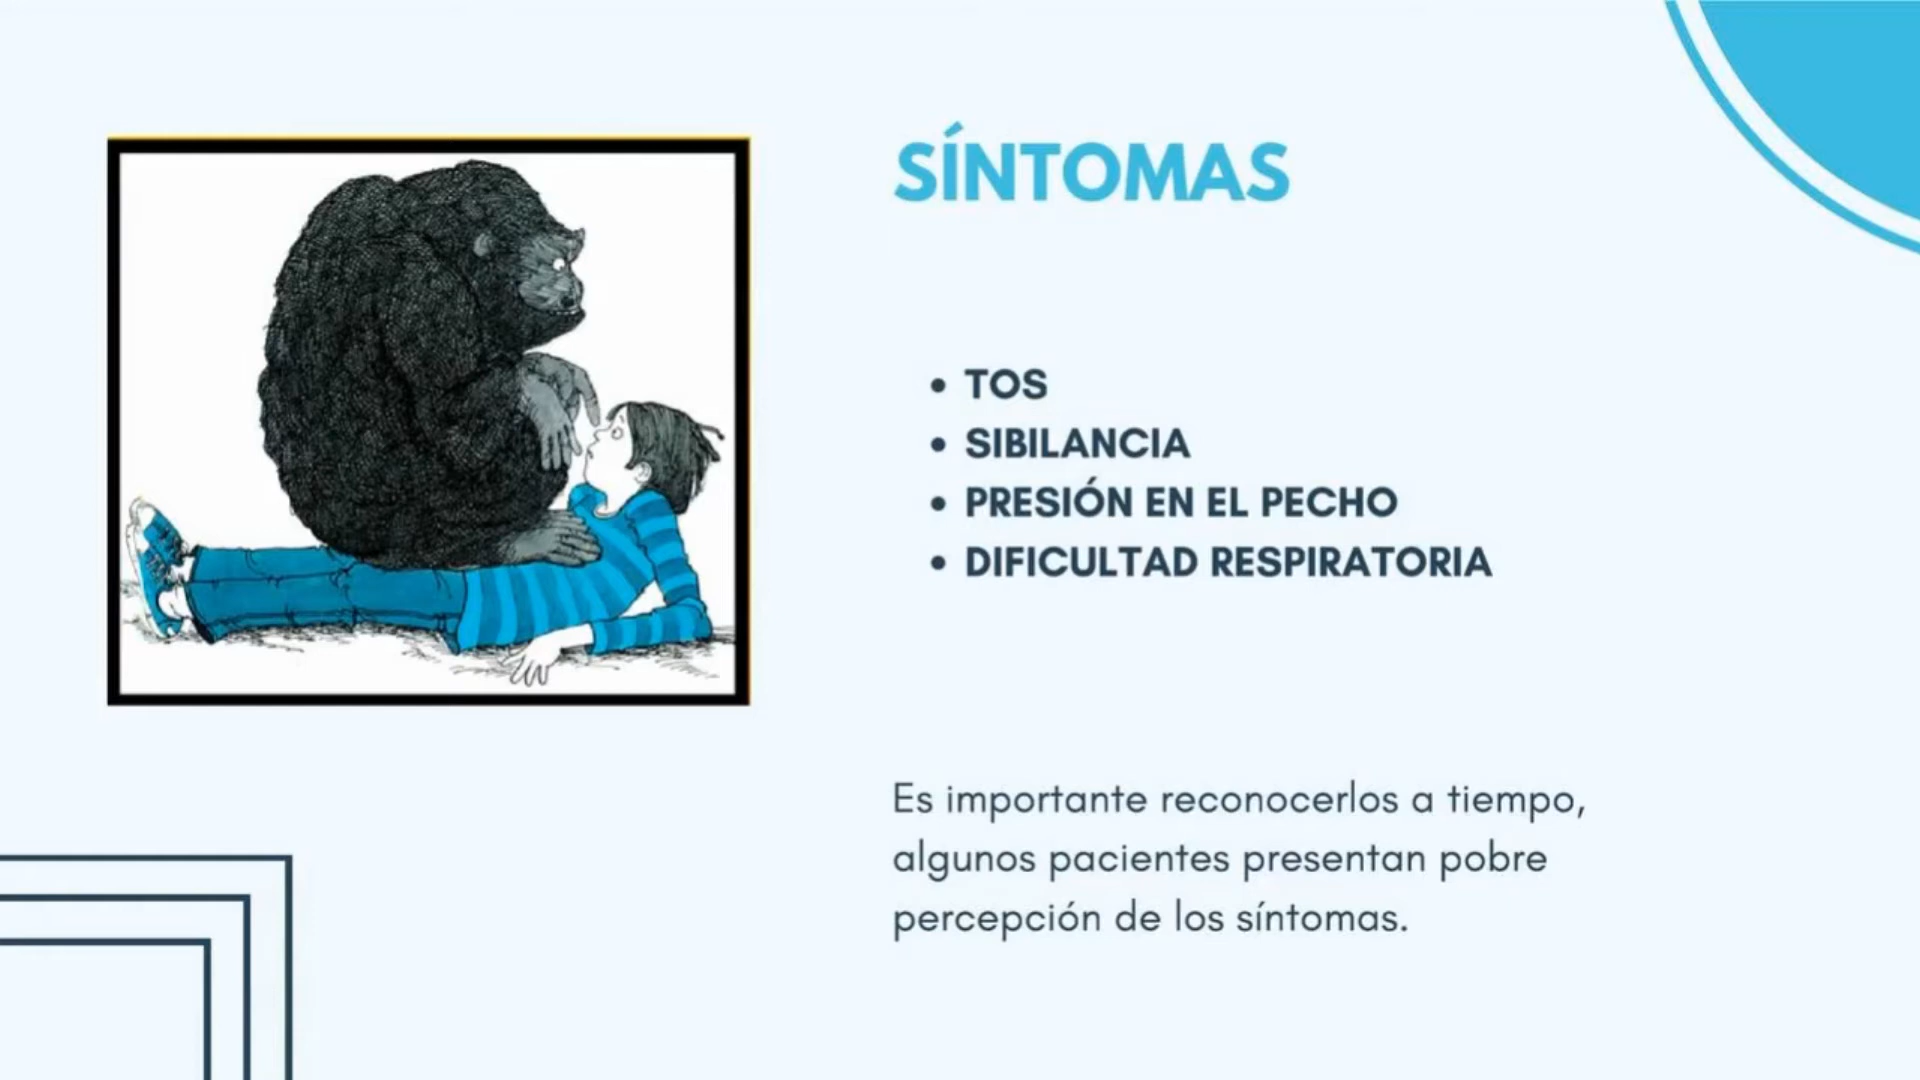 SÍNTOMAS
• TOS
• SIBILANCIA
• PRESIÓN EN EL PECHO
• DIFICULTAD RESPIRATORIA
Es importante reconocerlos a tiempo,
algunos pacientes presentan pobre
percepción de los síntomas.